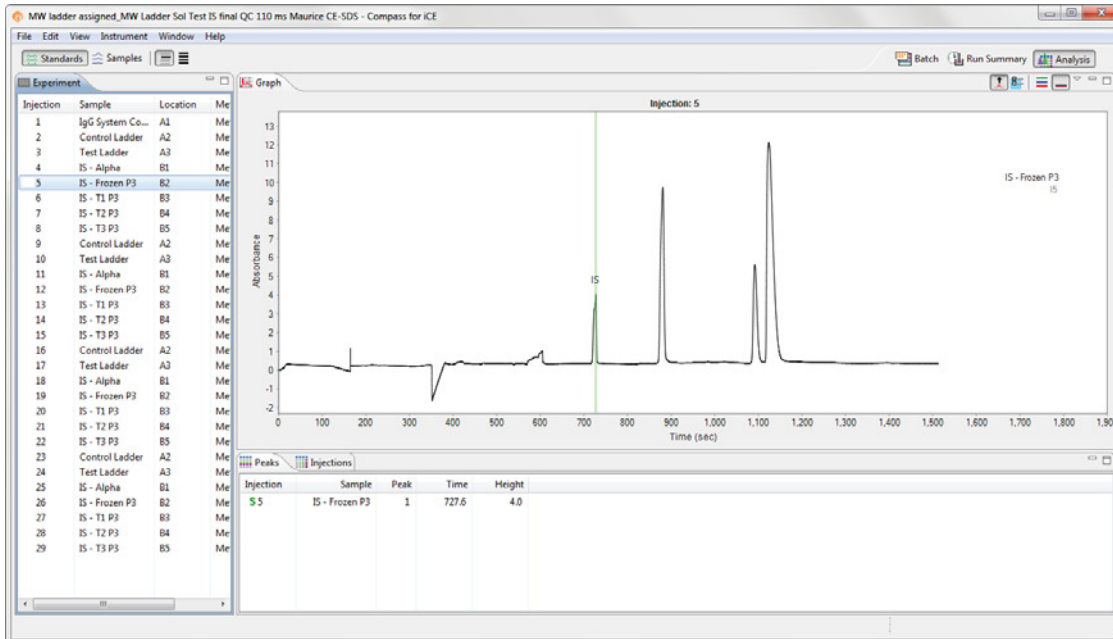 MW ladder assigned_MW Ladder Sol Test IS final QC 110 ms Maurice CE-SDS - Compass for iCE
File Edit View Instrument Window Help
Standards Samples Batch Run Summary Analysis
Experiment
Injection Sample Location Me
1 IgG System Co... A1 Me
2 Control Ladder A2 Me
3 Test Ladder A3 Me
4 IS - Alpha B1 Me
5 IS - Frozen P3 B2 Me
6 IS - T1 P3 B3 Me
7 IS - T2 P3 B4 Me
8 IS - T3 P3 B5 Me
9 Control Ladder A2 Me
10 Test Ladder A3 Me
11 IS - Alpha B1 Me
12 IS - Frozen P3 B2 Me
13 IS - T1 P3 B3 Me
14 IS - T2 P3 B4 Me
15 IS - T3 P3 B5 Me
16 Control Ladder A2 Me
17 Test Ladder A3 Me
18 IS - Alpha B1 Me
19 IS - Frozen P3 B2 Me
20 IS - T1 P3 B3 Me
21 IS - T2 P3 B4 Me
22 IS - T3 P3 B5 Me
23 Control Ladder A2 Me
24 Test Ladder A3 Me
25 IS - Alpha B1 Me
26 IS - Frozen P3 B2 Me
27 IS - T1 P3 B3 Me
28 IS - T2 P3 B4 Me
29 IS - T3 P3 B5 Me
Graph
Injection: 5
13
12
11
10
9
8
7
6
5
4
3
2
1
0
-1
-2
Absorbance
IS
IS - Frozen P3
IS
0 100 200 300 400 500 600 700 800 900 1,000 1,100 1,200 1,300 1,400 1,500 1,600 1,700 1,800 1,90
Time (sec)
Peaks Injections
Injection Sample Peak Time Height
S 5 IS - Frozen P3 1 727.6 4.0